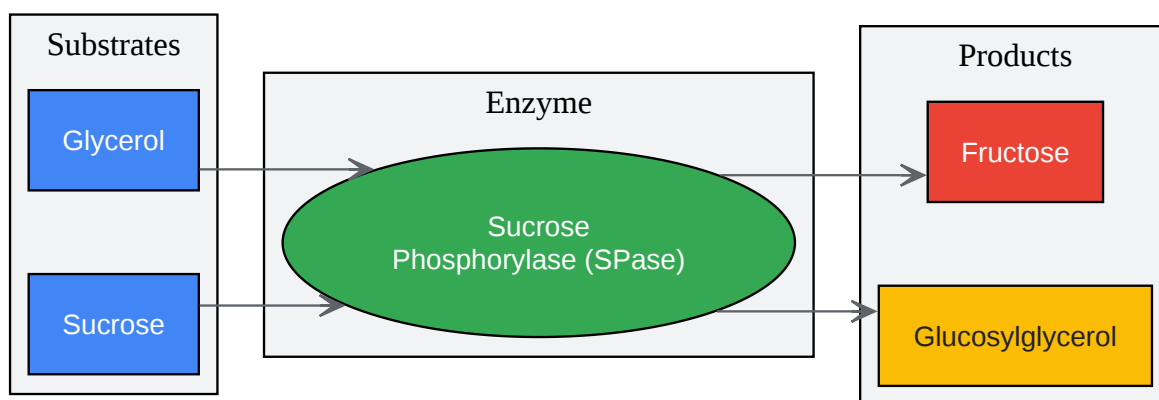 Substrates
Glycerol
Sucrose
Enzyme
Sucrose
Phosphorylase (SPase)
Products
Fructose
Glucosylglycerol